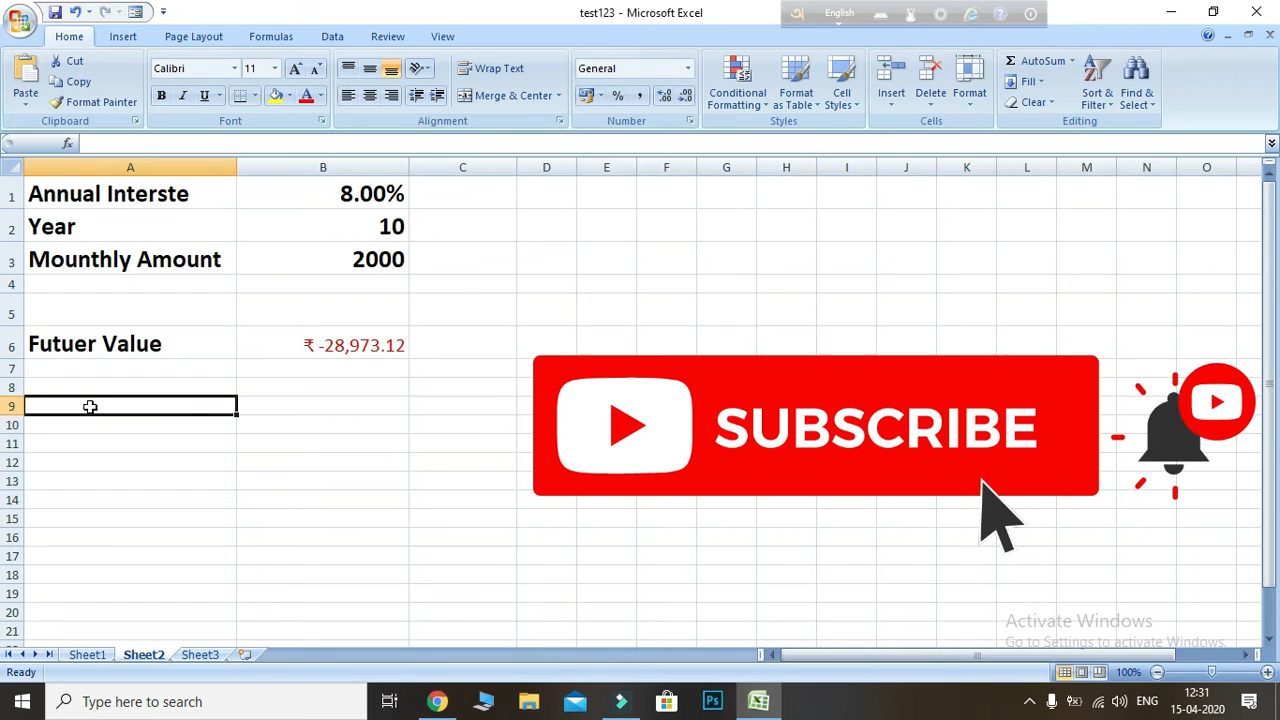 test123 - Microsoft Excel
English
Home Insert Page Layout Formulas Data Review View
Paste
Cut
Copy
Format Painter
Clipboard
Calibri 11
B I U A
Font
Wrap Text
Merge & Center
Alignment
General
% ,
Number
Conditional Formatting
Format as Table
Cell Styles
Styles
Insert Delete Format
Cells
Σ AutoSum
Fill
Clear
Sort & Filter
Find & Select
Editing
fx
A B C D E F G H I J K L M N O
1 Annual Interste 8.00%
2 Year 10
3 Mounthly Amount 2000
4
5
6 Futuer Value ₹ -28,973.12
7
8
9
10
11
12
13
14
15
16
17
18
19
20
21
SUBSCRIBE
Activate Windows
Go to Settings to activate Windows.
Sheet1 Sheet2 Sheet3
Ready 100%
Type here to search
Ps
ENG
12:31
15-04-2020